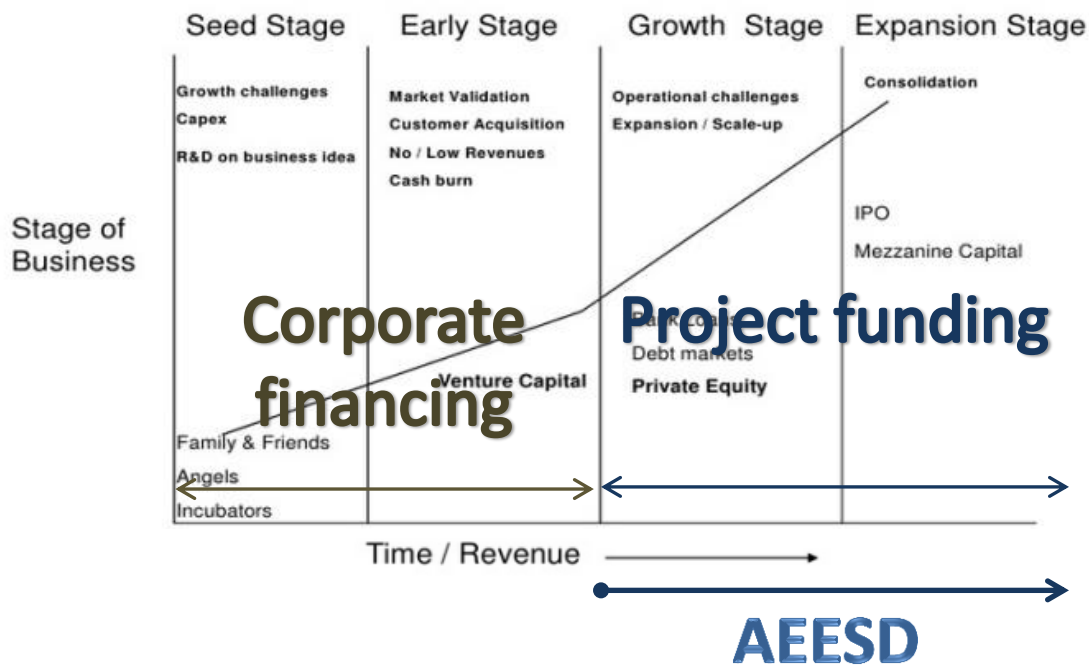 Seed Stage
Early Stage
Growth Stage
Expansion Stage
Growth challenges
Capex
R&D on business idea
Market Validation
Customer Acquisition
No / Low Revenues
Cash burn
Operational challenges
Expansion / Scale-up
Consolidation
Stage of
Business
IPO
Mezzanine Capital
Corporate
financing
Project funding
Bank Loans
Debt markets
Private Equity
Venture Capital
Family & Friends
Angels
Incubators
Time / Revenue
AEESD